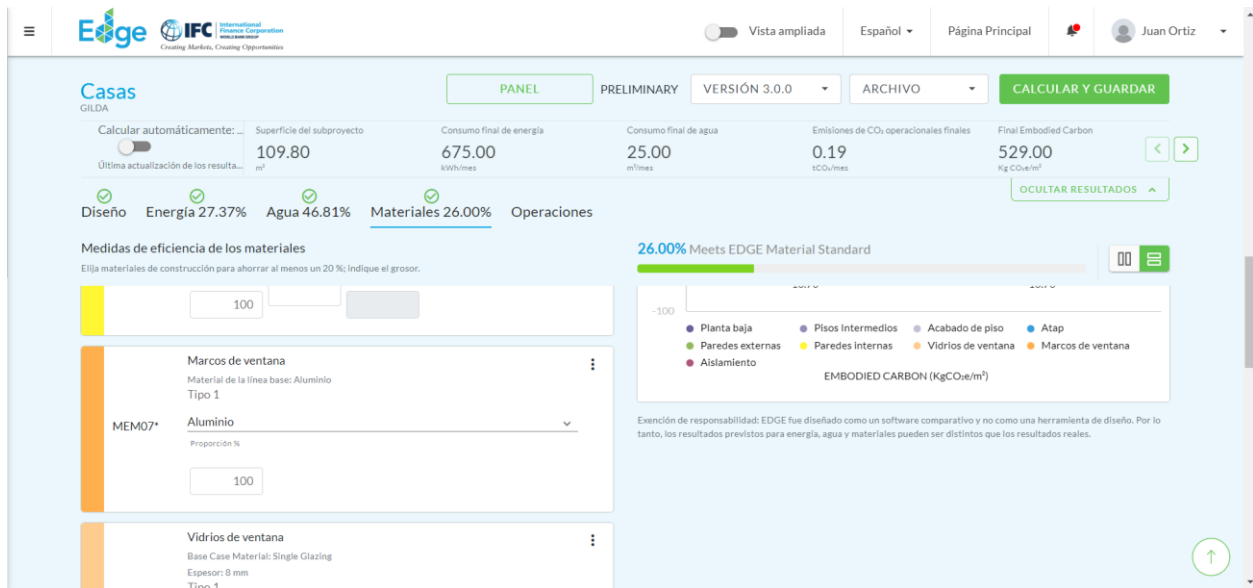 Edge IFC International Finance Corporation WORLD BANK GROUP
Creating Markets, Creating Opportunities
Vista ampliada Español Página Principal Juan Ortiz
Casas
GILDA
PANEL PRELIMINARY VERSIÓN 3.0.0 ARCHIVO CALCULAR Y GUARDAR
Calcular automáticamente: ...
Última actualización de los resulta...
Superficie del subproyecto
109.80
m²
Consumo final de energía
675.00
kWh/mes
Consumo final de agua
25.00
m³/mes
Emisiones de CO₂ operacionales finales
0.19
tCO₂/mes
Final Embodied Carbon
529.00
Kg CO₂e/m²
OCULTAR RESULTADOS
Diseño Energía 27.37% Agua 46.81% Materiales 26.00% Operaciones
Medidas de eficiencia de los materiales
Elija materiales de construcción para ahorrar al menos un 20 %; indique el grosor.
100
Marcos de ventana
Material de la línea base: Aluminio
Tipo 1
MEM07*
Aluminio
Proporción %
100
Vidrios de ventana
Base Case Material: Single Glazing
Espesor: 8 mm
Tipo 1
26.00% Meets EDGE Material Standard
-100
Planta baja Pisos Intermedios Acabado de piso Atap
Paredes externas Paredes internas Vidrios de ventana Marcos de ventana
Aislamiento
EMBODIED CARBON (KgCO₂e/m²)
Exención de responsabilidad: EDGE fue diseñado como un software comparativo y no como una herramienta de diseño. Por lo
tanto, los resultados previstos para energía, agua y materiales pueden ser distintos que los resultados reales.